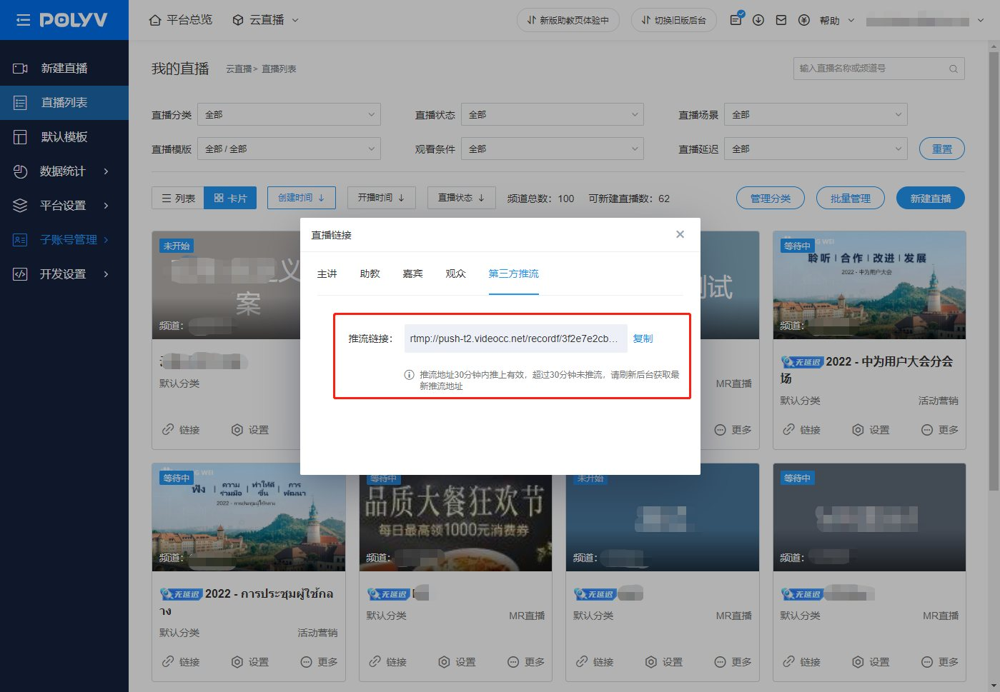 POLYV
平台总览
云直播
新版助教页体验中
切换旧版后台
帮助
新建直播
直播列表
默认模板
数据统计
平台设置
子账号管理
开发设置
我的直播
云直播> 直播列表
输入直播名称或频道号
直播分类 全部
直播状态 全部
直播场景 全部
直播模版 全部 / 全部
观看条件 全部
直播延迟 全部
重置
列表
卡片
创建时间 ↓
开播时间 ↓
直播状态 ↓
频道总数：100
可新建直播数：62
管理分类
批量管理
新建直播
直播链接
主讲
助教
嘉宾
观众
第三方推流
推流链接：
rtmp://push-t2.videocc.net/recordf/3f2e7e2cb...
复制
推流地址30分钟内推上有效，超过30分钟未推流，请刷新后台获取最
新推流地址
未开始
义
案
频道：
默认分类
链接
设置
测试
MR直播
更多
等待中
WEI
聆听 | 合作 | 改进 | 发展
2022 - 中为用户大会
频道：
无延迟 2022 - 中为用户大会分会
场
默认分类
活动营销
链接
设置
更多
等待中
WEI
ฟัง | ความร่วมมือ | ทำให้ดีขึ้น | การพัฒนา
2022 - การประชุมผู้ใช้กลาง
频道：
无延迟 2022 - การประชุมผู้ใช้กล
าง
默认分类
活动营销
链接
设置
更多
等待中
品质大餐狂欢节
每日最高领1000元消费券
频道：
无延迟
默认分类
MR直播
链接
设置
更多
未开始
频道：
无延迟
默认分类
MR直播
链接
设置
更多
等待中
频道：
无延迟
默认分类
MR直播
链接
设置
更多